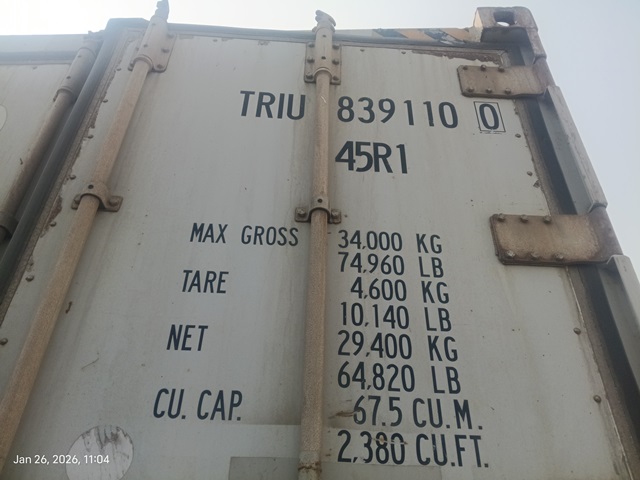 TRIU 839110 0
45R1
MAX GROSS 34,000 KG
74,960 LB
TARE 4,600 KG
10,140 LB
NET 29,400 KG
64,820 LB
CU. CAP. 67.5 CU.M.
2,380 CU.FT.
Jan 26, 2026, 11:04